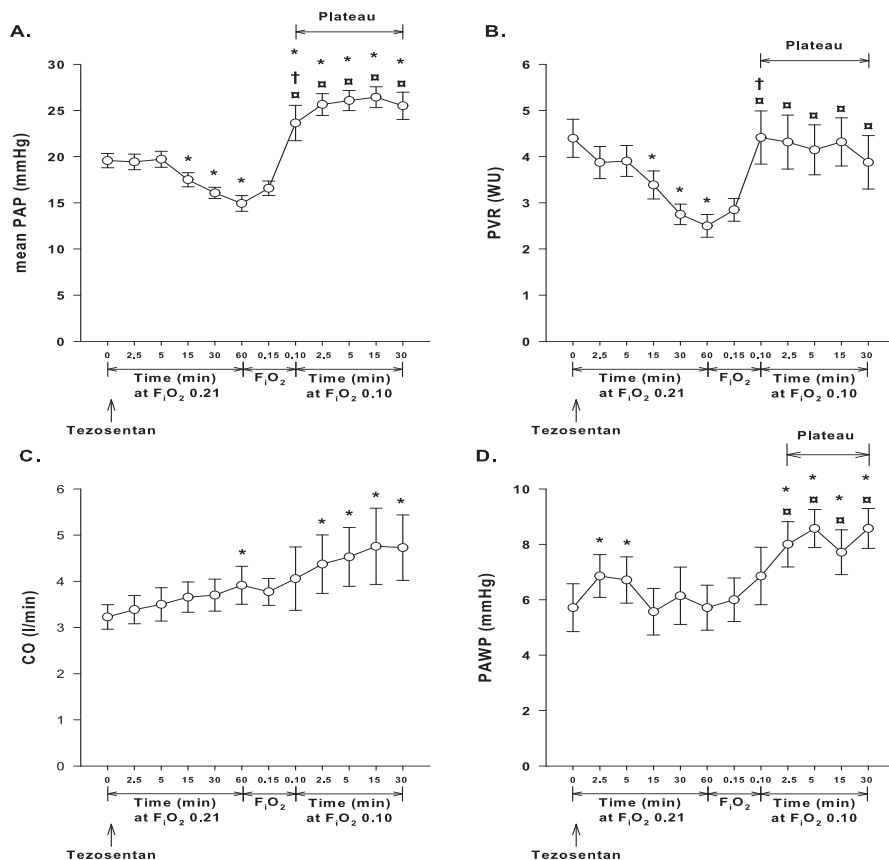 A.
Plateau
30
25
20
15
10
5
0
mean PAP (mmHg)
* * * * * * * *
† ¤ ¤ ¤ ¤ ¤
0 2.5 5 15 30 60 0.15 0.10 2.5 5 15 30
Time (min) at FiO2 0.21
FiO2
Time (min) at FiO2 0.10
Tezosentan
B.
Plateau
6
5
4
3
2
1
0
PVR (WU)
* * *
† ¤ ¤ ¤ ¤ ¤
0 2.5 5 15 30 60 0.15 0.10 2.5 5 15 30
Time (min) at FiO2 0.21
FiO2
Time (min) at FiO2 0.10
Tezosentan
C.
6
5
4
3
2
1
0
CO (l/min)
* * * * *
0 2.5 5 15 30 60 0.15 0.10 2.5 5 15 30
Time (min) at FiO2 0.21
FiO2
Time (min) at FiO2 0.10
Tezosentan
D.
Plateau
10
8
6
4
2
0
PAWP (mmHg)
* * * * * *
¤ ¤ ¤ ¤
0 2.5 5 15 30 60 0.15 0.10 2.5 5 15 30
Time (min) at FiO2 0.21
FiO2
Time (min) at FiO2 0.10
Tezosentan